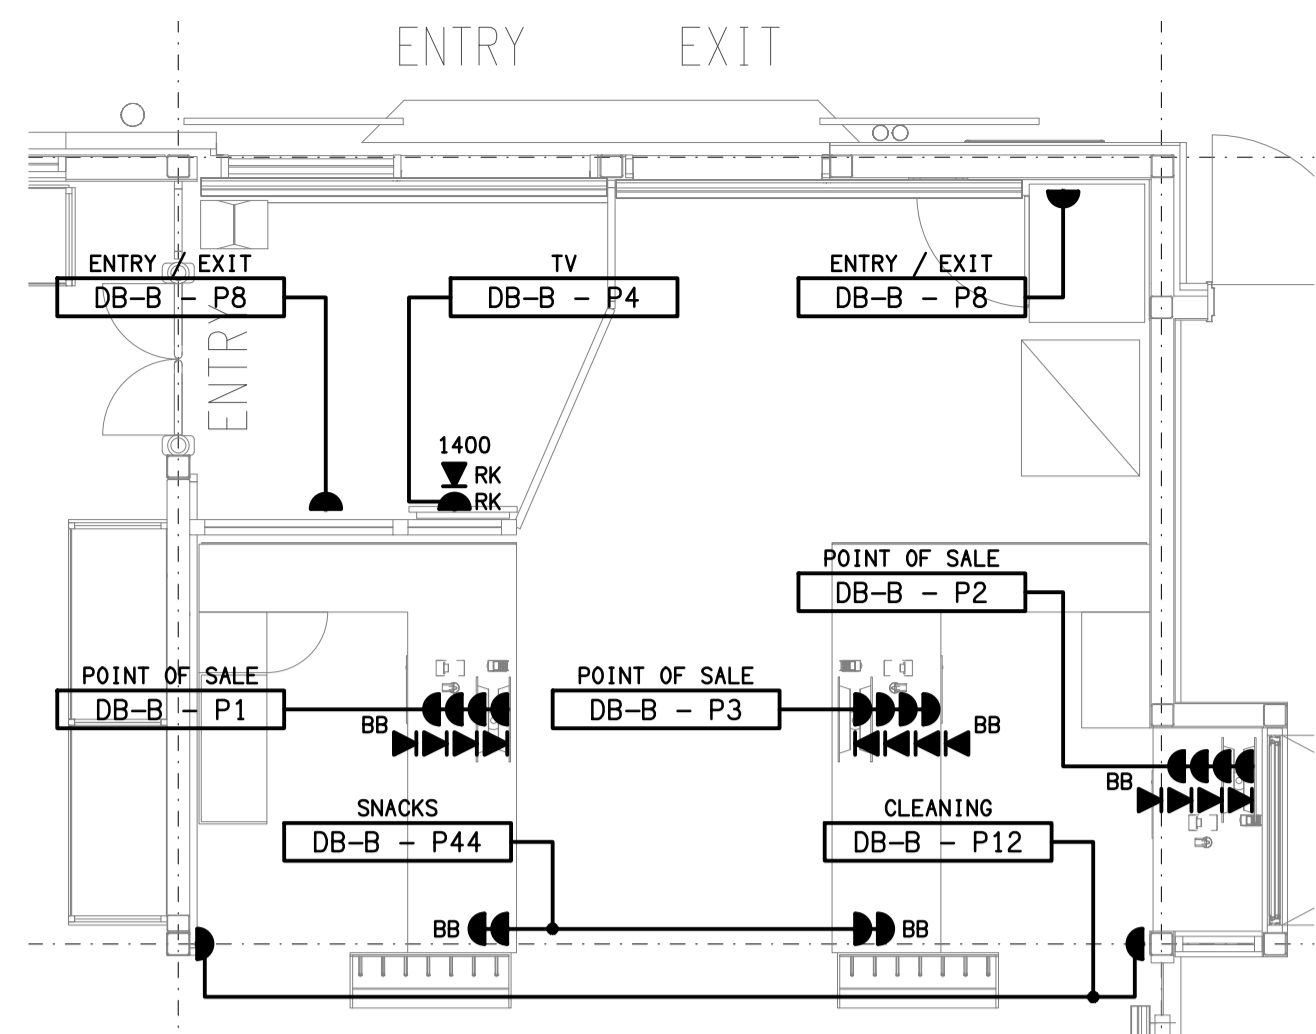 ENTRY EXIT
ENTRY / EXIT
DB-B - P8
TV
DB-B - P4
ENTRY / EXIT
DB-B - P8
ENTRY
1400
RK
RK
POINT OF SALE
DB-B - P2
POINT OF SALE
DB-B - P1
BB
POINT OF SALE
DB-B - P3
BB
BB
SNACKS
DB-B - P44
CLEANING
DB-B - P12
BB
BB